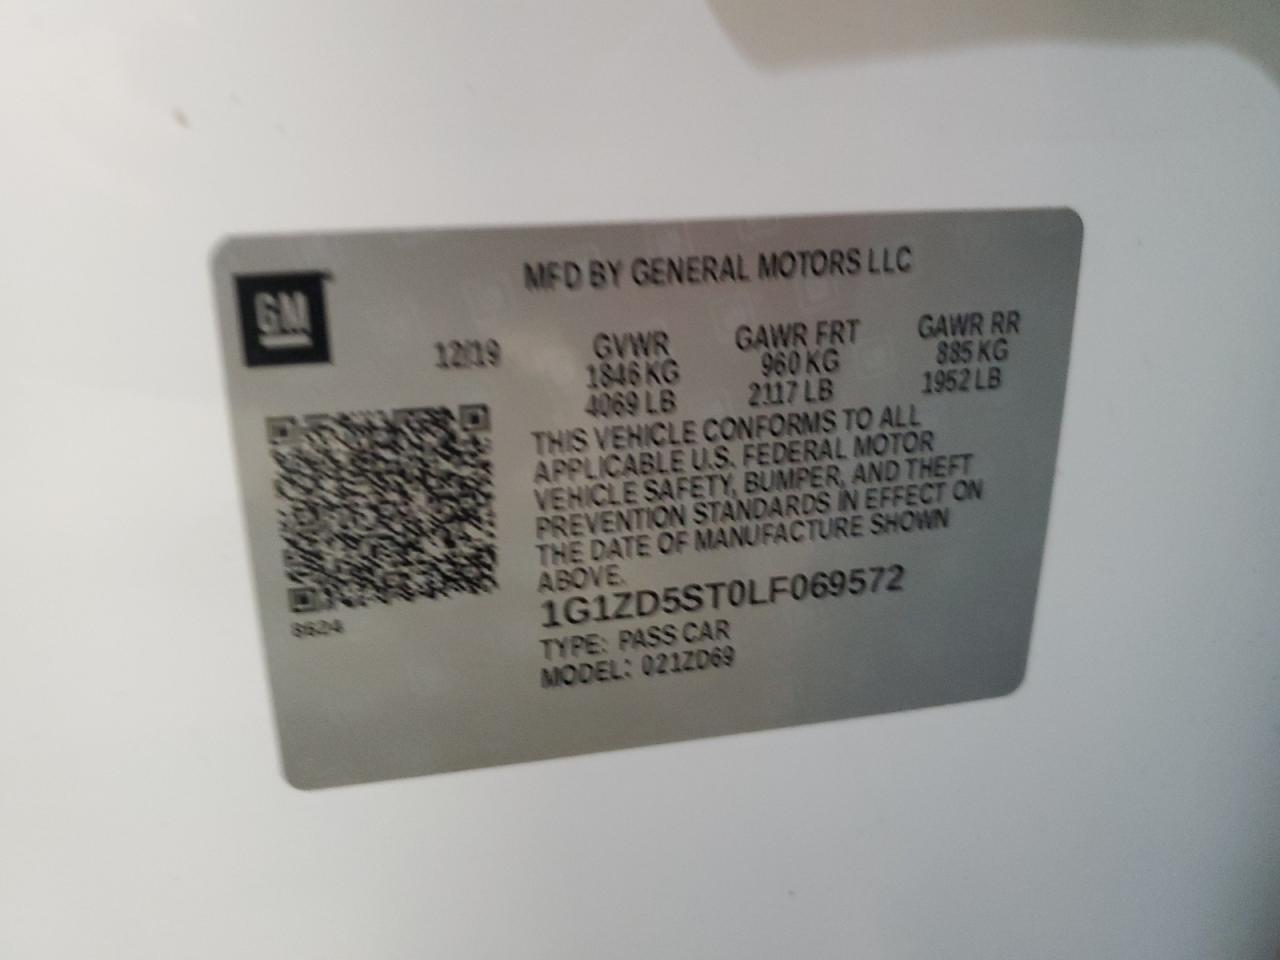 GM
MFD BY GENERAL MOTORS LLC
12/19
GVWR
1846 KG
4069 LB
GAWR FRT
960 KG
2117 LB
GAWR RR
885 KG
1952 LB
THIS VEHICLE CONFORMS TO ALL
APPLICABLE U.S. FEDERAL MOTOR
VEHICLE SAFETY, BUMPER, AND THEFT
PREVENTION STANDARDS IN EFFECT ON
THE DATE OF MANUFACTURE SHOWN
ABOVE.
1G1ZD5ST0LF069572
TYPE: PASS CAR
MODEL: 021ZD69
8624